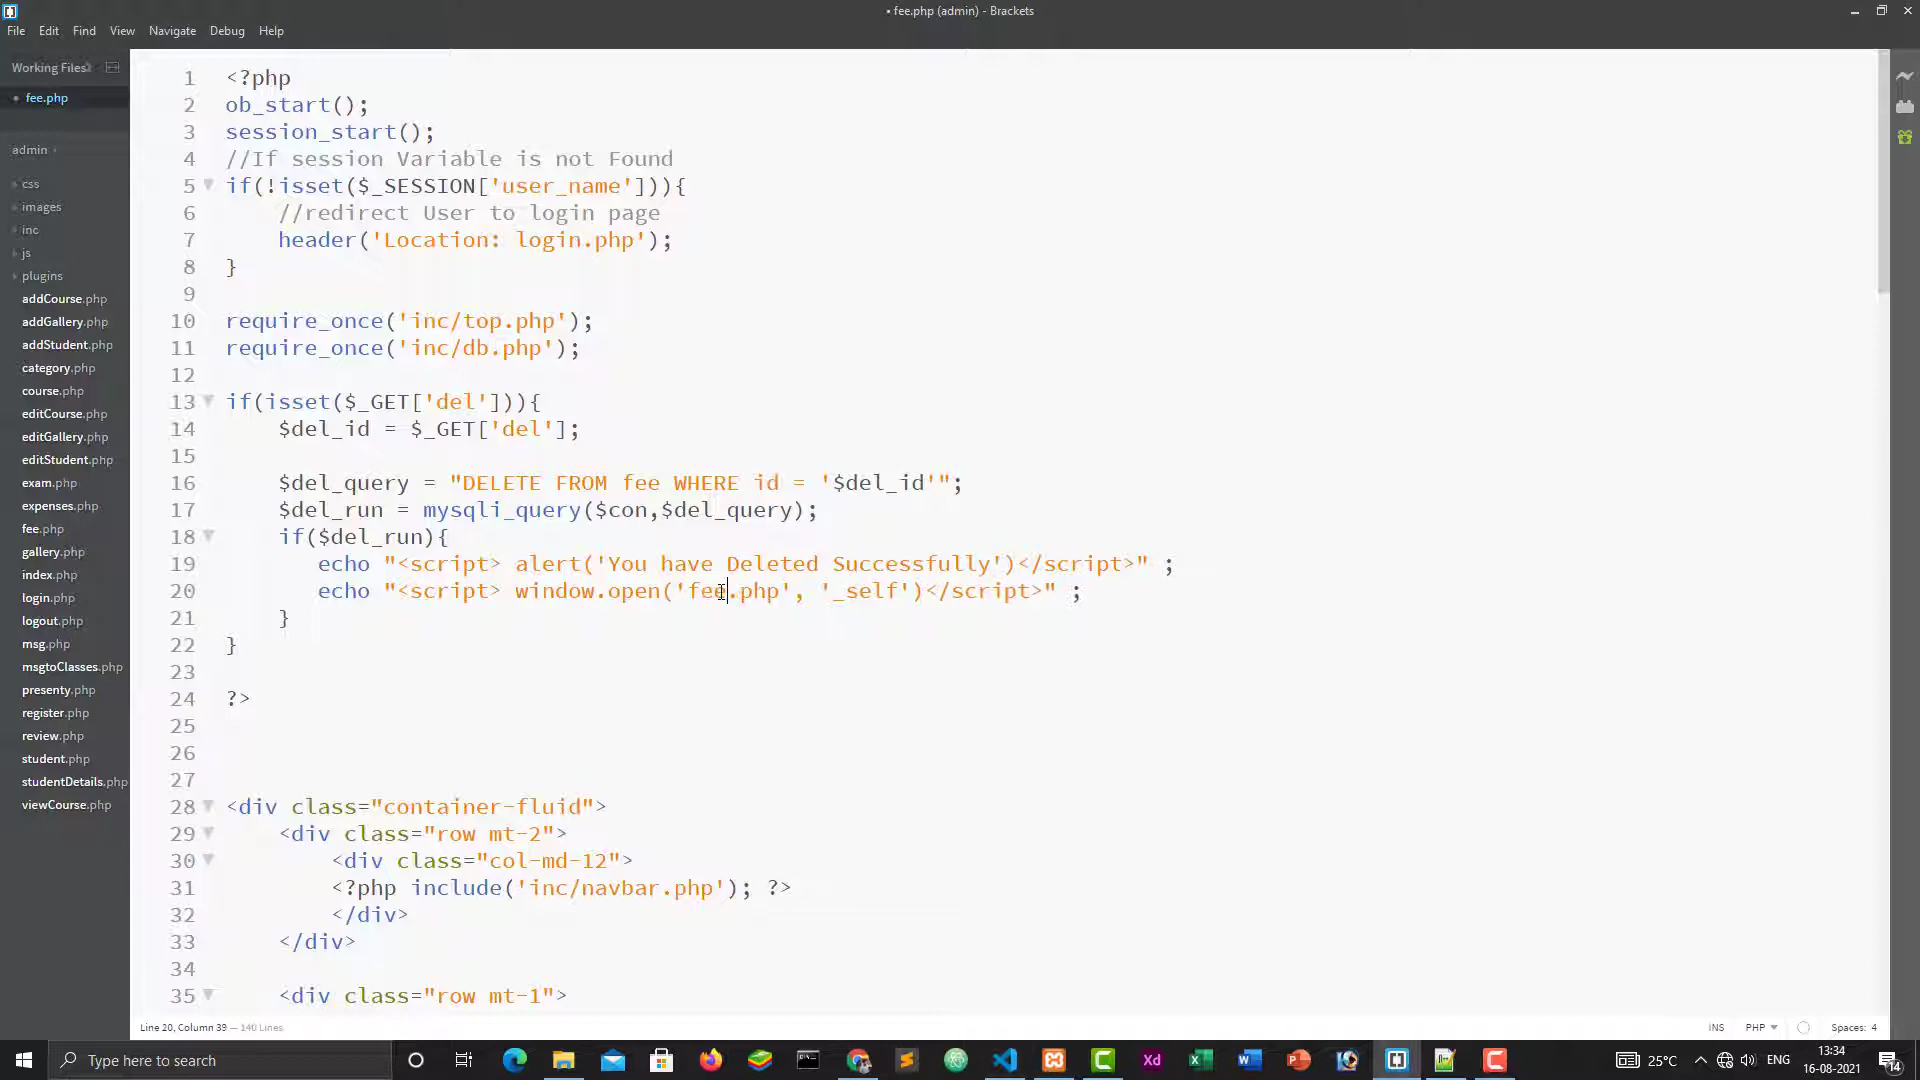 • fee.php (admin) - Brackets
File Edit Find View Navigate Debug Help
Working Files
• fee.php
admin
css
images
inc
js
plugins
addCourse.php
addGallery.php
addStudent.php
category.php
course.php
editCourse.php
editGallery.php
editStudent.php
exam.php
expenses.php
fee.php
gallery.php
index.php
login.php
logout.php
msg.php
msgtoClasses.php
presenty.php
register.php
review.php
student.php
studentDetails.php
viewCourse.php
1 <?php
2 ob_start();
3 session_start();
4 //If session Variable is not Found
5 if(!isset($_SESSION['user_name'])){
6 //redirect User to login page
7 header('Location: login.php');
8 }
9
10 require_once('inc/top.php');
11 require_once('inc/db.php');
12
13 if(isset($_GET['del'])){
14 $del_id = $_GET['del'];
15
16 $del_query = "DELETE FROM fee WHERE id = '$del_id'";
17 $del_run = mysqli_query($con,$del_query);
18 if($del_run){
19 echo "<script> alert('You have Deleted Successfully')</script>" ;
20 echo "<script> window.open('fee.php', '_self')</script>" ;
21 }
22 }
23
24 ?>
25
26
27
28 <div class="container-fluid">
29 <div class="row mt-2">
30 <div class="col-md-12">
31 <?php include('inc/navbar.php'); ?>
32 </div>
33 </div>
34
35 <div class="row mt-1">
Line 20, Column 39 — 140 Lines
INS PHP Spaces: 4
Type here to search
Xd
25°C
ENG
13:34
16-08-2021
14